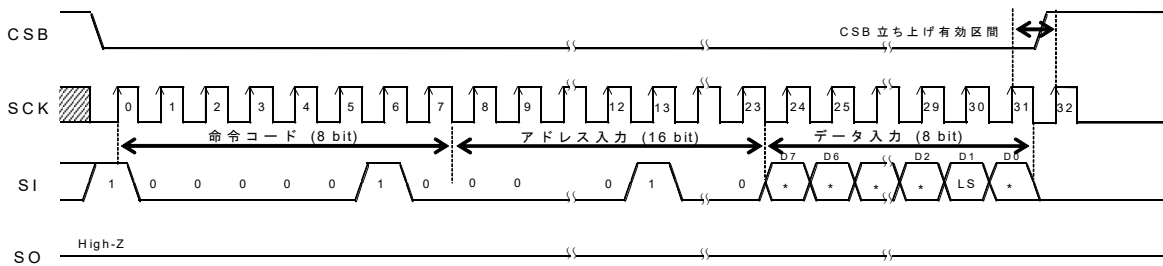 CSB
CSB 立ち上げ有効区間
SCK
0 1 2 3 4 5 6 7 8 9 12 13 23 24 25 29 30 31 32
命令コード (8 bit) アドレス入力 (16 bit) データ入力 (8 bit)
D7 D6 D2 D1 D0
SI
1 0 0 0 0 0 1 0 0 0 0 1 0 * * * * LS *
High-Z
SO